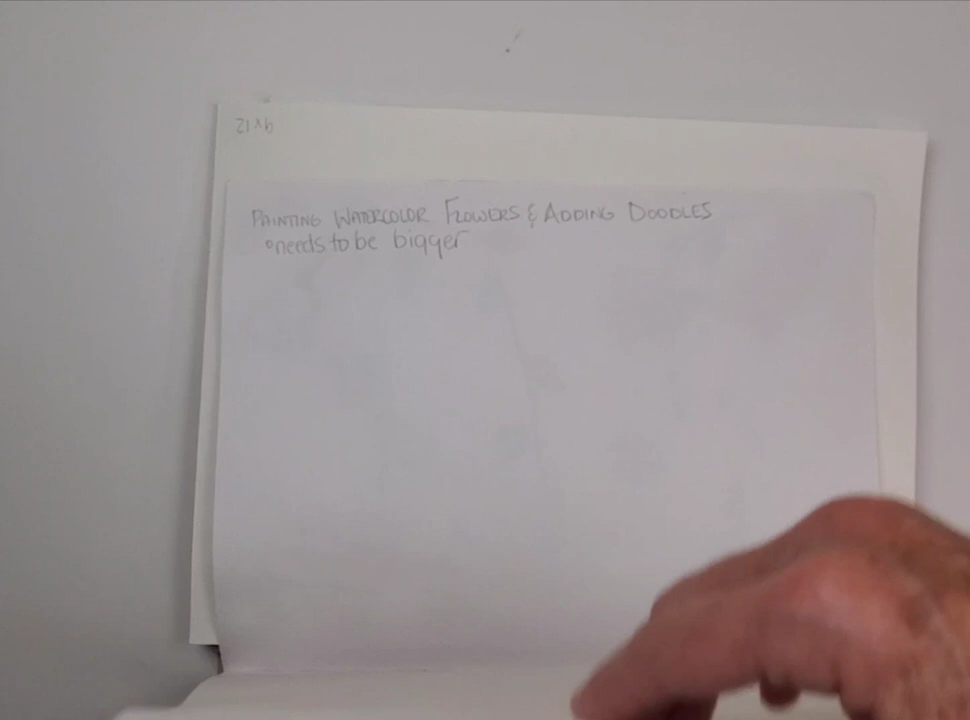 9x12
PAINTING WATERCOLOR FLOWERS & ADDING DOODLES
°needs to be bigger